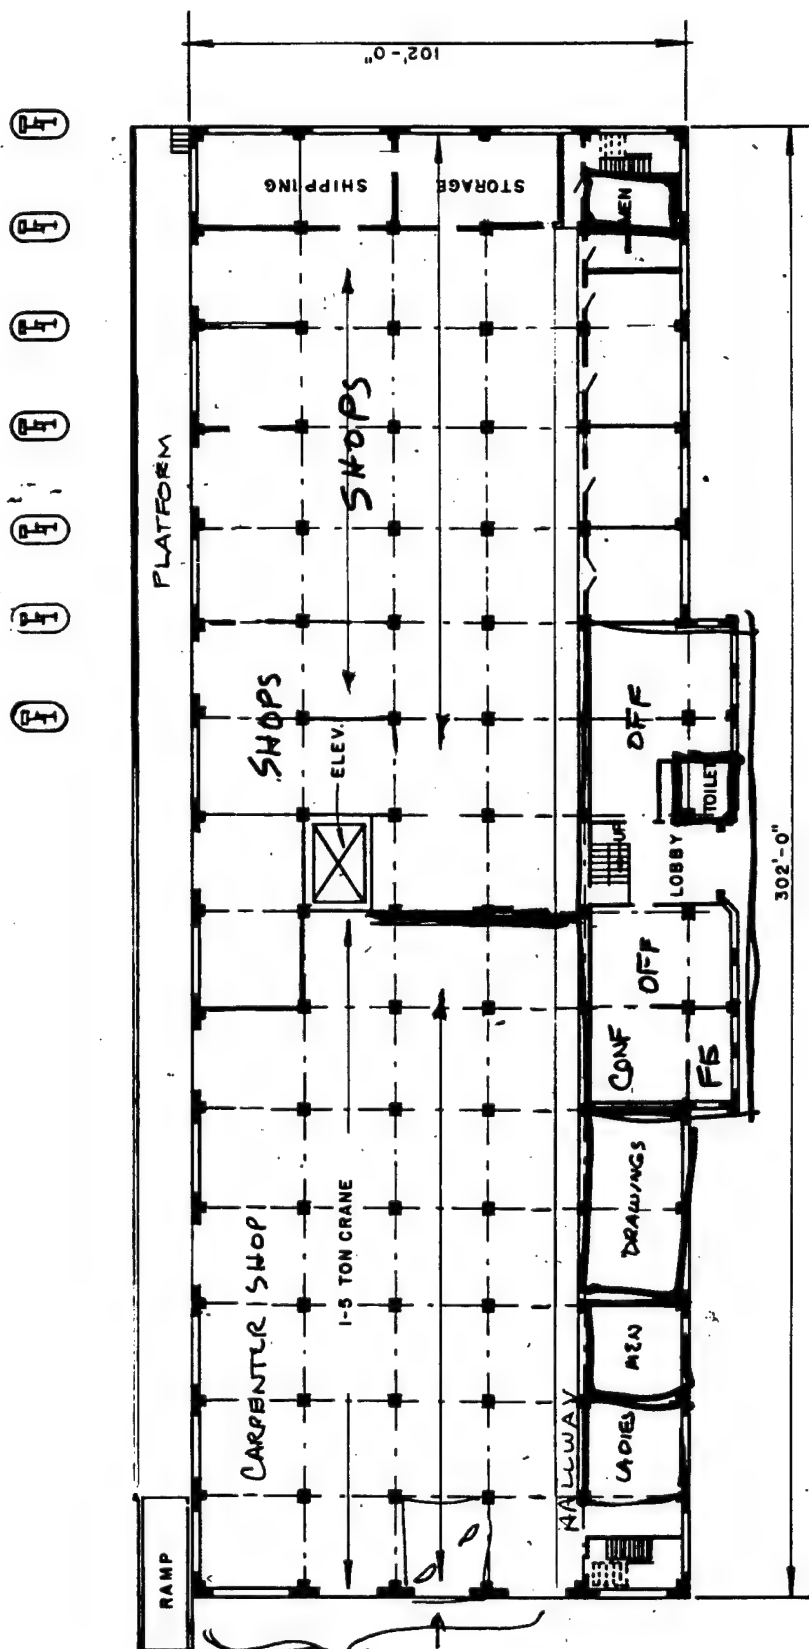 102'-0"
SHIPPING
STORAGE
MEN
PLATFORM
SHOPS
SHOPS
ELEV.
OFF
TOILET
UP
LOBBY
302'-0"
OFF
CONF
1-5 TON CRANE
CARPENTER SHOP
DRAWINGS
MEN
LADIES
HALLWAY
RAMP